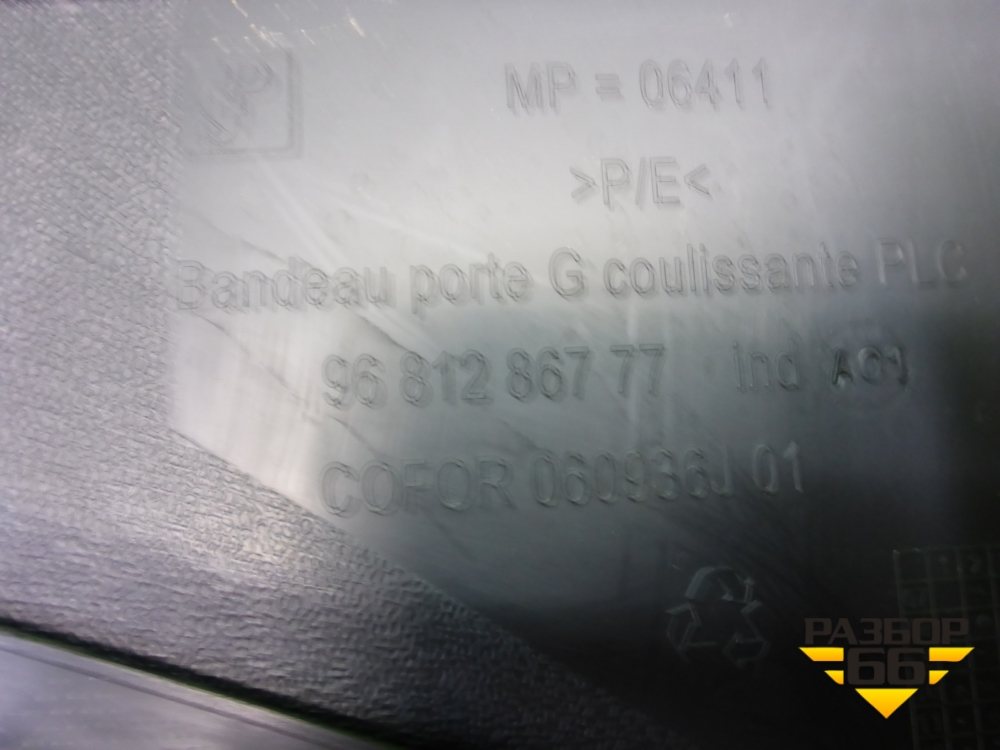 MP = 06411
>P/E<
Bandeau porte G coulissante PLC
96 812 867 77 ind A01
COFOR 060936J 01
РАЗБОР
66